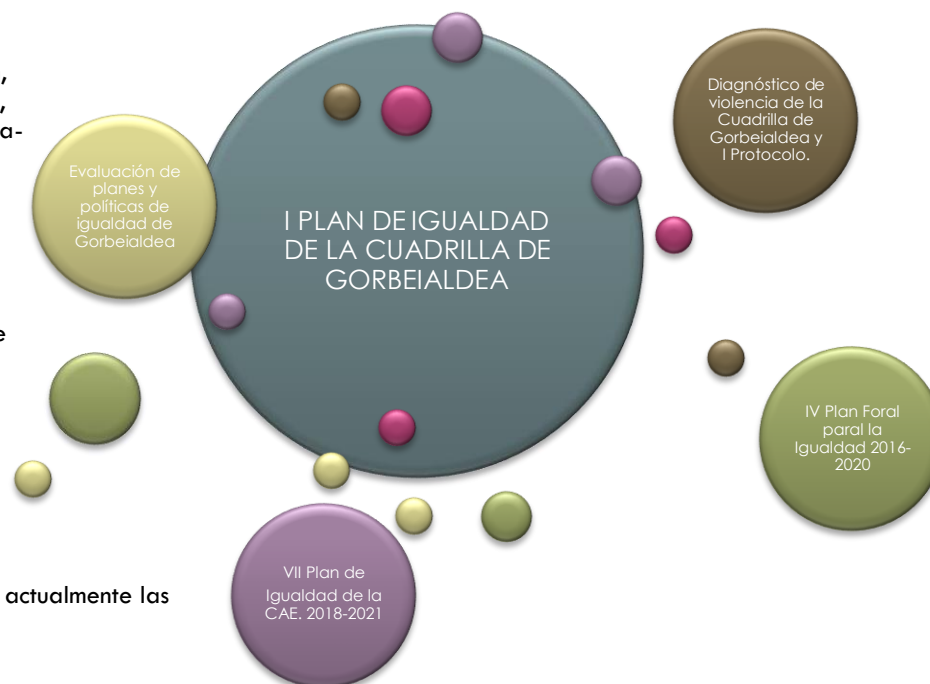 ,
,
a-
e
actualmente las
Evaluación de
planes y
políticas de
igualdad de
Gorbeialdea
I PLAN DE IGUALDAD
DE LA CUADRILLA DE
GORBEIALDEA
Diagnóstico de
violencia de la
Cuadrilla de
Gorbeialdea y
I Protocolo.
IV Plan Foral
paral la
Igualdad 2016-
2020
VII Plan de
Igualdad de la
CAE. 2018-2021